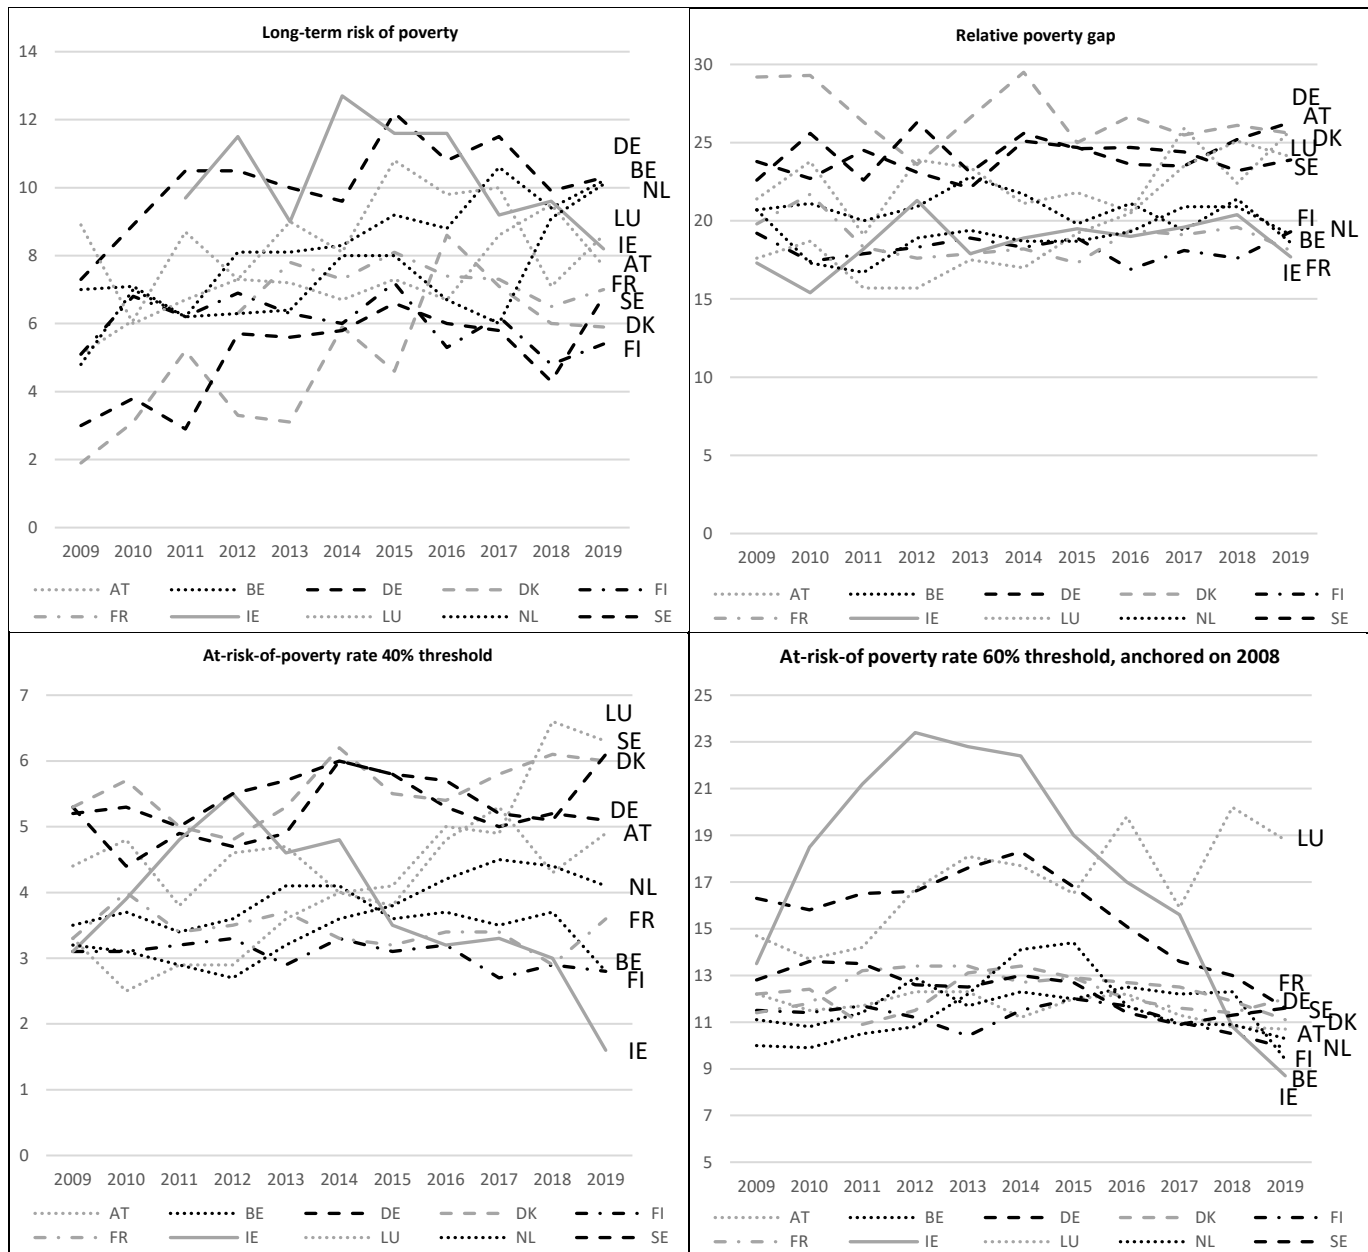 Long-term risk of poverty
14
12
10
8
6
4
2
0
DE
BE
NL
LU
IE
AT
FR
SE
DK
FI
2009 2010 2011 2012 2013 2014 2015 2016 2017 2018 2019
AT BE DE DK FI
FR IE LU NL SE
Relative poverty gap
30
25
20
15
10
5
0
DE
AT
DK
LU
SE
FI
NL
BE
IE FR
2009 2010 2011 2012 2013 2014 2015 2016 2017 2018 2019
AT BE DE DK FI
FR IE LU NL SE
At-risk-of-poverty rate 40% threshold
7
6
5
4
3
2
1
0
LU
SE
DK
DE
AT
NL
FR
BE
FI
IE
2009 2010 2011 2012 2013 2014 2015 2016 2017 2018 2019
AT BE DE DK FI
FR IE LU NL SE
At-risk-of poverty rate 60% threshold, anchored on 2008
25
23
21
19
17
15
13
11
9
7
5
LU
FR
DE
SE
DK
AT
NL
FI
BE
IE
2009 2010 2011 2012 2013 2014 2015 2016 2017 2018 2019
AT BE DE DK FI
FR IE LU NL SE